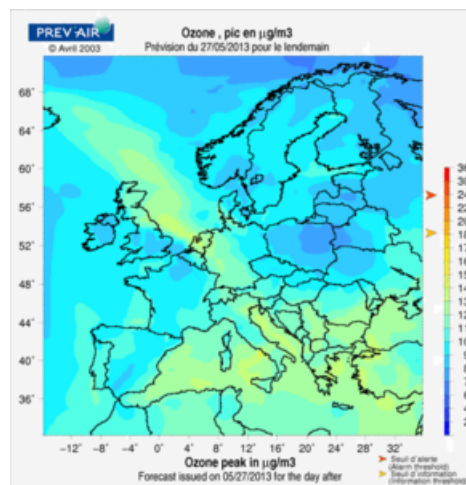 PREV'AIR
© Avril 2003
Ozone , pic en µg/m3
Prévision du 27/05/2013 pour le lendemain
68°
64°
60°
56°
52°
48°
44°
40°
36°
−12° −8° −4° 0° 4° 8° 12° 16° 20° 24° 28° 32°
Ozone peak in µg/m3
Forecast issued on 05/27/2013 for the day after
Seuil d'alerte
(Alarm threshold)
Seuil d'information
(Information threshold)